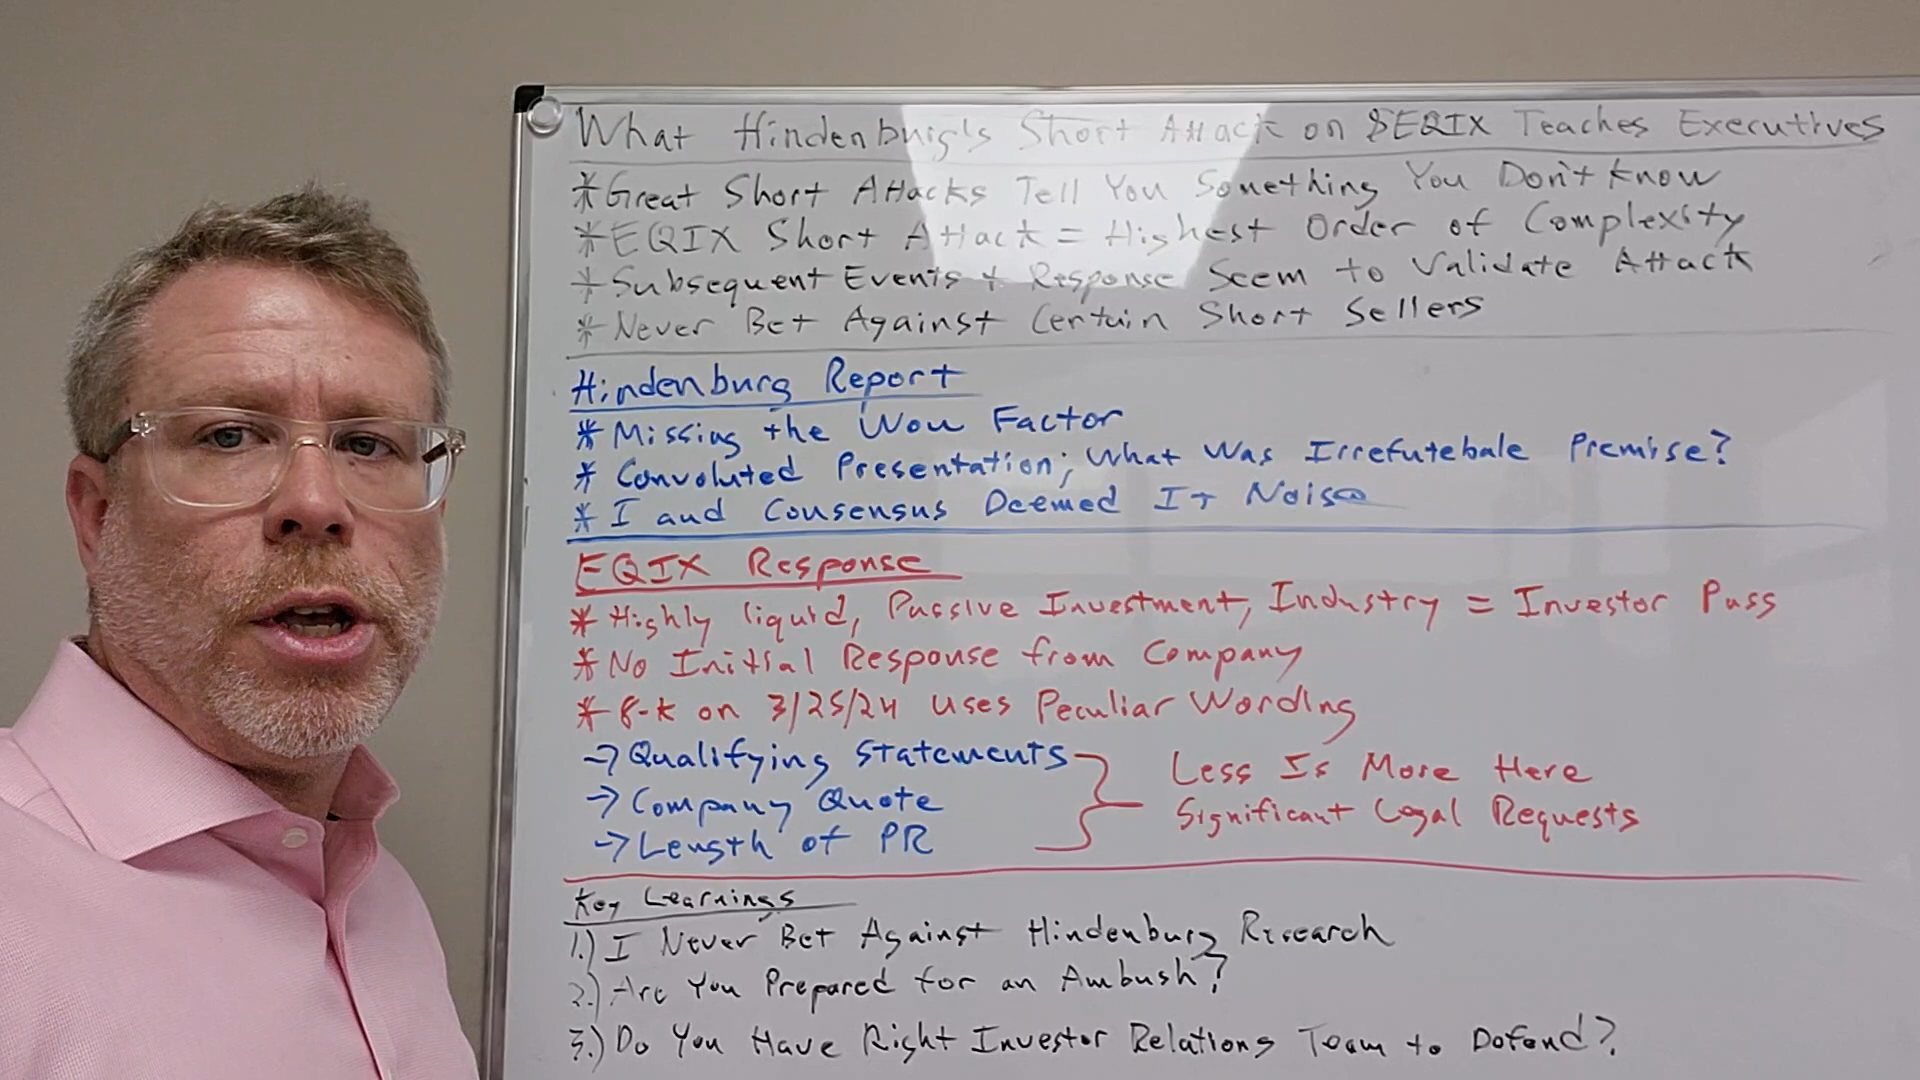 What Hindenburg's Short Attack on $EQIX Teaches Executives
*Great Short Attacks Tell You Something You Don't Know
*EQIX Short Attack = Highest Order of Complexity
*Subsequent Events + Response Seem to Validate Attack
*Never Bet Against Certain Short Sellers
Hindenburg Report
*Missing the Wow Factor
* Convoluted Presentation; What Was Irrefutebale Premise?
*I and Consensus Deemed It Noise
EQIX Response
*Highly liquid, Passive Investment, Industry = Investor Pass
*No Initial Response from Company
*8-K on 3/25/24 uses Peculiar Wording
→Qualifying Statements
→Company Quote
→Length of PR
Less Is More Here
Significant Legal Requests
Key Learnings
1.) I Never Bet Against Hindenburg Research
2.) Are You Prepared for an Ambush?
3.) Do You Have Right Investor Relations Team to Defend?